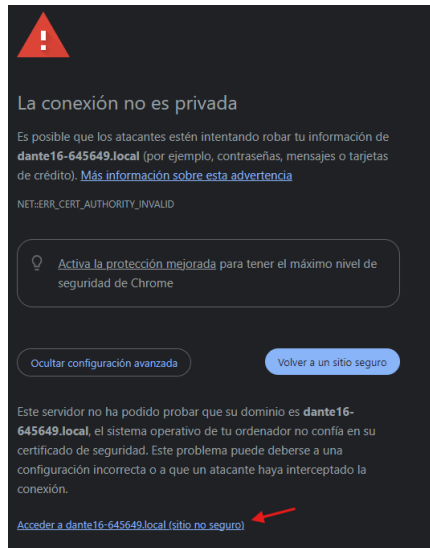 La conexión no es privada
Es posible que los atacantes estén intentando robar tu información de
dante16-645649.local (por ejemplo, contraseñas, mensajes o tarjetas
de crédito). Más información sobre esta advertencia
NET::ERR_CERT_AUTHORITY_INVALID
Activa la protección mejorada para tener el máximo nivel de
seguridad de Chrome
Ocultar configuración avanzada
Volver a un sitio seguro
Este servidor no ha podido probar que su dominio es dante16-
645649.local, el sistema operativo de tu ordenador no confía en su
certificado de seguridad. Este problema puede deberse a una
configuración incorrecta o a que un atacante haya interceptado la
conexión.
Acceder a dante16-645649.local (sitio no seguro)